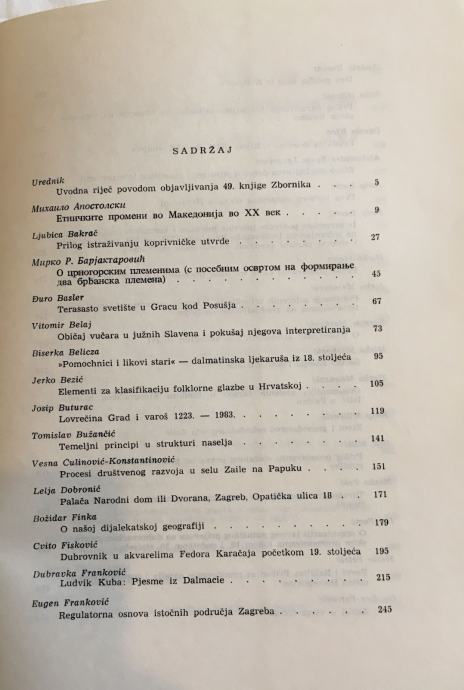 SADRŽAJ
Urednik
Uvodna riječ povodom objavljivanja 49. knjige Zbornika . . . 5
Михаило Апостолски
Етничките промени во Македонија во XX век . . . . . 9
Ljubica Bakrač
Prilog istraživanju koprivničke utvrde . . . . . . . 27
Мирко Р. Барјактаровић
О црногорским племенима (с посебним освртом на формирање
два брђанска племена) . . . . . . . . . . . . 45
Đuro Basler
Terasasto svetište u Gracu kod Posušja . . . . . . . 67
Vitomir Belaj
Običaj vučara u južnih Slavena i pokušaj njegova interpretiranja 73
Biserka Belicza
»Pomochnici i likovi stari« — dalmatinska ljekaruša iz 18. stoljeća 95
Jerko Bezić
Elementi za klasifikaciju folklorne glazbe u Hrvatskoj . . . . 105
Josip Buturac
Lovrečina Grad i varoš 1223. — 1983. . . . . . . . 119
Tomislav Bužančić
Temeljni principi u strukturi naselja . . . . . . . 141
Vesna Culinović-Konstantinović
Procesi društvenog razvoja u selu Zaile na Papuku . . . . 151
Lelja Dobronić
Palača Narodni dom ili Dvorana, Zagreb, Opatička ulica 18 . . 171
Božidar Finka
O našoj dijalekatskoj geografiji . . . . . . . . . 179
Cvito Fisković
Dubrovnik u akvarelima Fedora Karačaja početkom 19. stoljeća 195
Dubravka Franković
Ludvik Kuba: Pjesme iz Dalmacie . . . . . . . . 215
Eugen Franković
Regulatorna osnova istočnih područja Zagreba . . . . . . 245